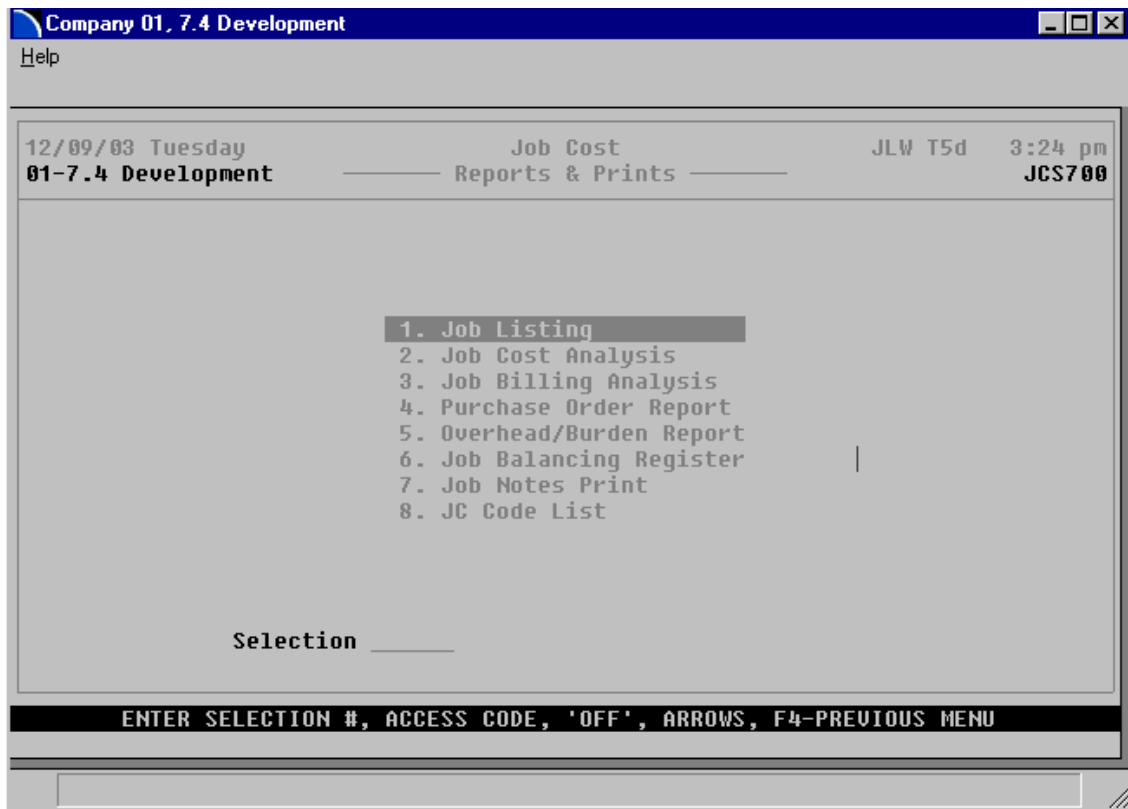 Company 01, 7.4 Development
Help
12/09/03 Tuesday Job Cost JLW T5d 3:24 pm
01-7.4 Development Reports & Prints JCS700
1. Job Listing
2. Job Cost Analysis
3. Job Billing Analysis
4. Purchase Order Report
5. Overhead/Burden Report
6. Job Balancing Register
7. Job Notes Print
8. JC Code List
Selection ______
ENTER SELECTION #, ACCESS CODE, 'OFF', ARROWS, F4-PREVIOUS MENU